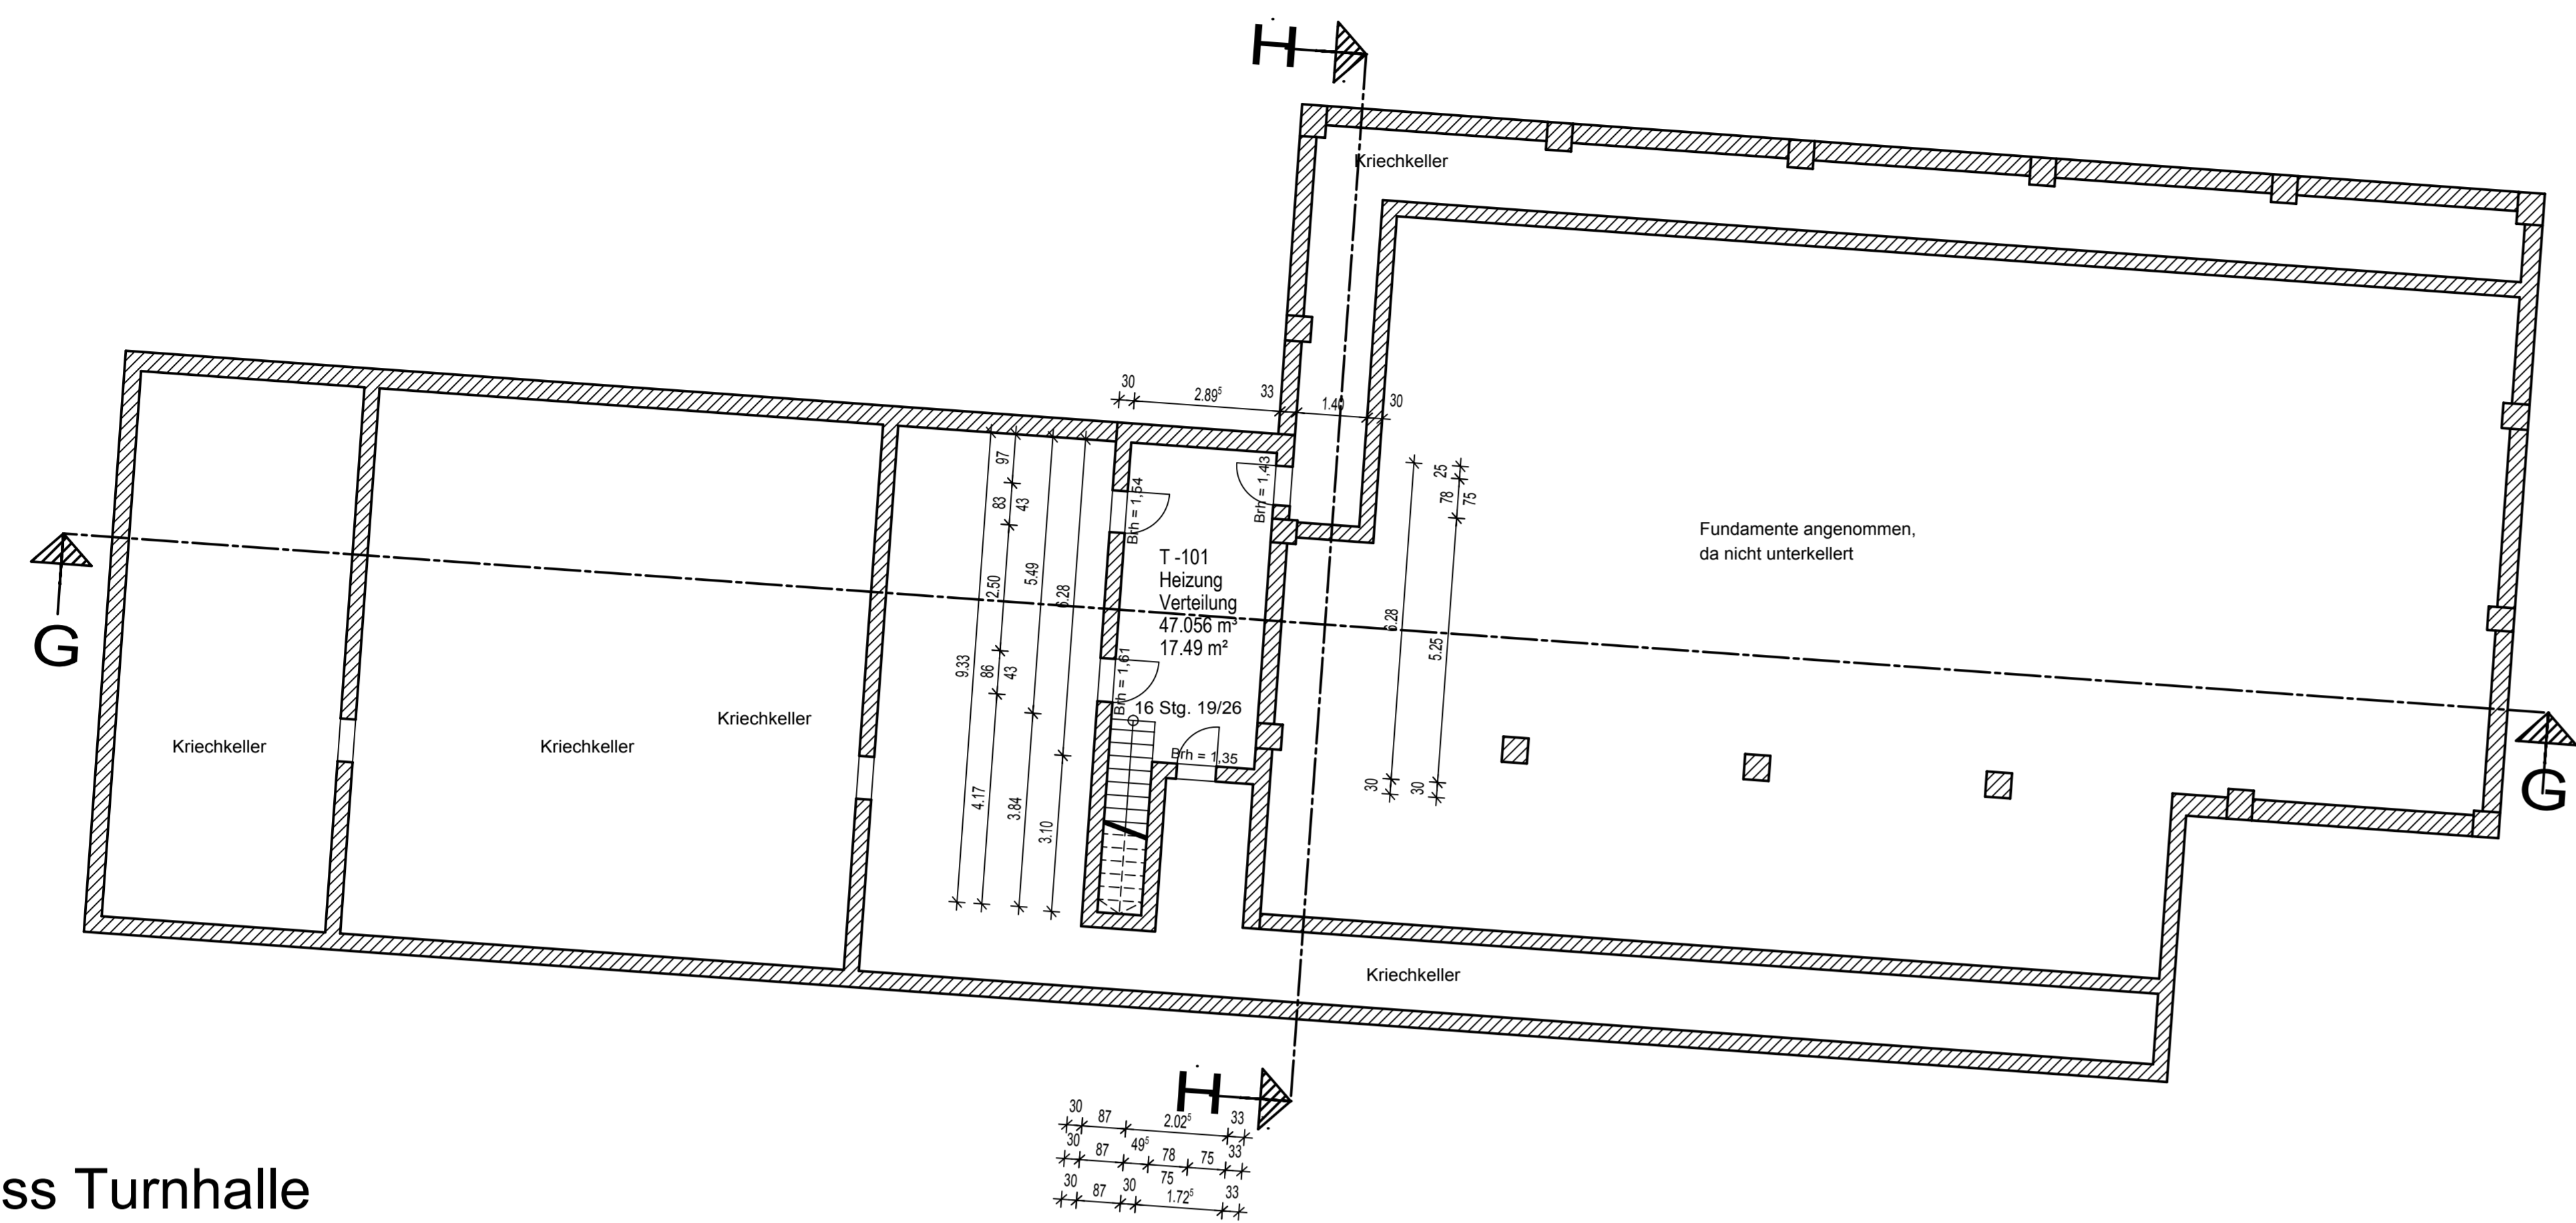 H
Kriechkeller
30
2.89⁵
33
1.40
30
97
83
43
2.50
5.49
6.28
9.33
86
43
4.17
3.84
3.10
Brh = 1,54
Brh = 1,43
T -101
Heizung
Verteilung
47.056 m³
17.49 m²
Brh = 1,61
16 Stg. 19/26
Brh = 1,35
25
78
75
6.28
5.25
30
30
Fundamente angenommen,
da nicht unterkellert
G
Kriechkeller
Kriechkeller
Kriechkeller
G
Kriechkeller
H
30 87 2.02⁵ 33
30 87 49⁵ 78 75 33
75
30 87 30 1.72⁵ 33
ss Turnhalle